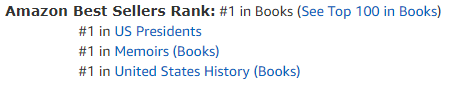 Amazon Best Sellers Rank: #1 in Books (See Top 100 in Books)
#1 in US Presidents
#1 in Memoirs (Books)
#1 in United States History (Books)